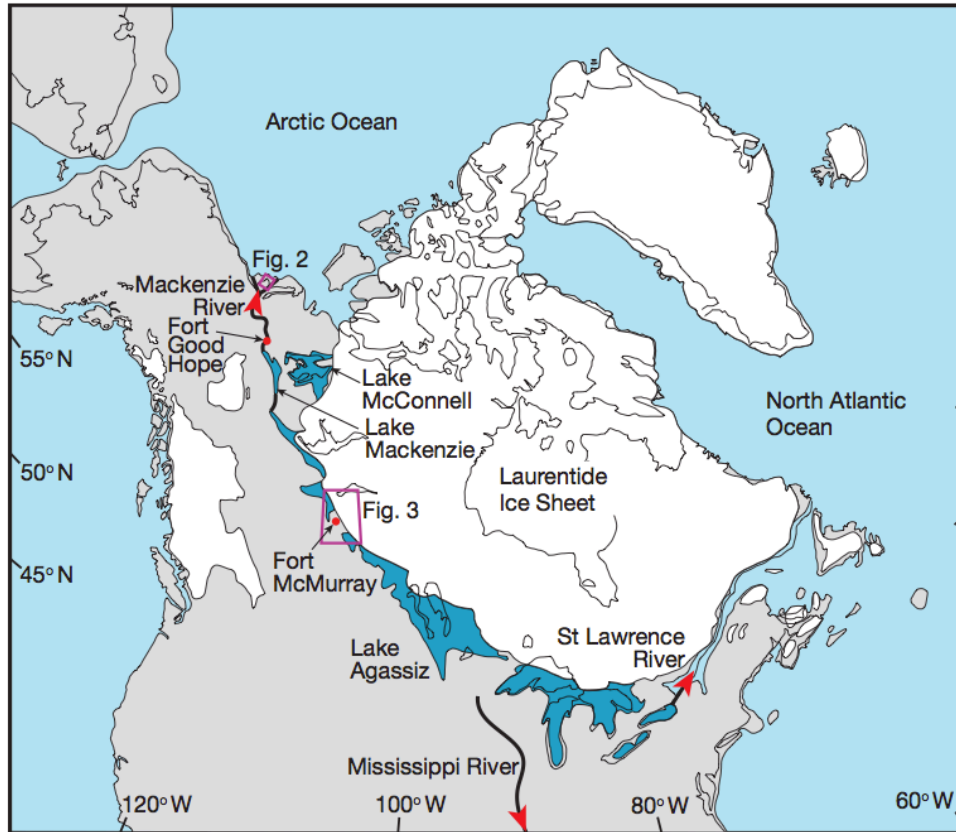 Arctic Ocean
Fig. 2
Mackenzie
River
Fort
Good
Hope
55° N
Lake
McConnell
Lake
Mackenzie
North Atlantic
Ocean
50° N
Laurentide
Ice Sheet
Fig. 3
Fort
McMurray
45° N
St Lawrence
River
Lake
Agassiz
Mississippi River
120° W
100° W
80° W
60° W